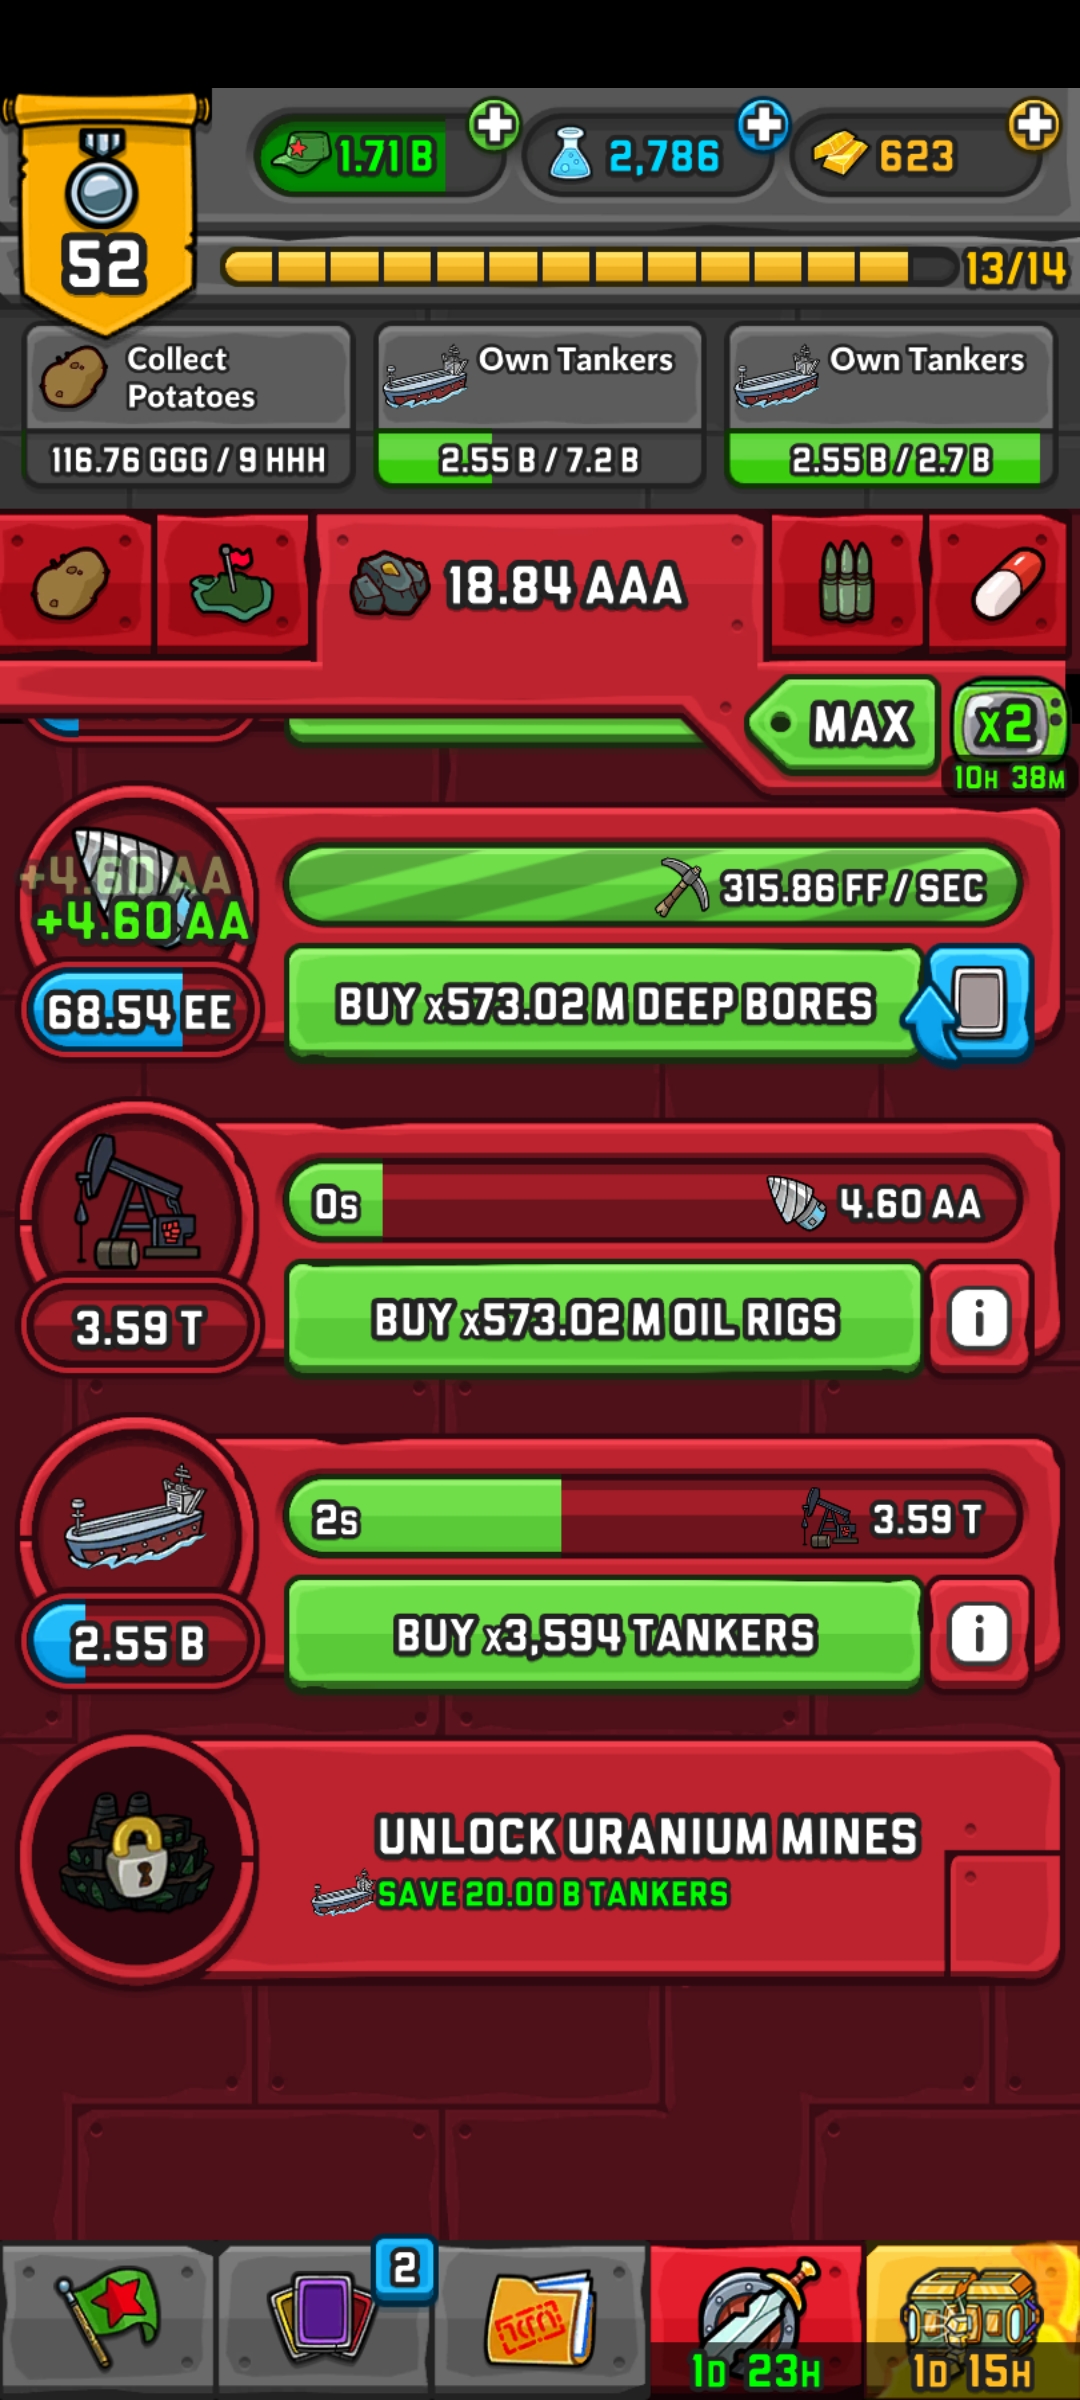 1.71 B
2,786
623
52
13/14
Collect
Potatoes
116.76 GGG / 9 HHH
Own Tankers
2.55 B / 7.2 B
Own Tankers
2.55 B / 2.7 B
18.84 AAA
MAX
x2
10H 38M
+4.60 AA
+4.60 AA
315.86 FF / SEC
68.54 EE
BUY x573.02 M DEEP BORES
0s
4.60 AA
3.59 T
BUY x573.02 M OIL RIGS
i
2s
3.59 T
2.55 B
BUY x3,594 TANKERS
i
UNLOCK URANIUM MINES
SAVE 20.00 B TANKERS
2
1D 23H
1D 15H